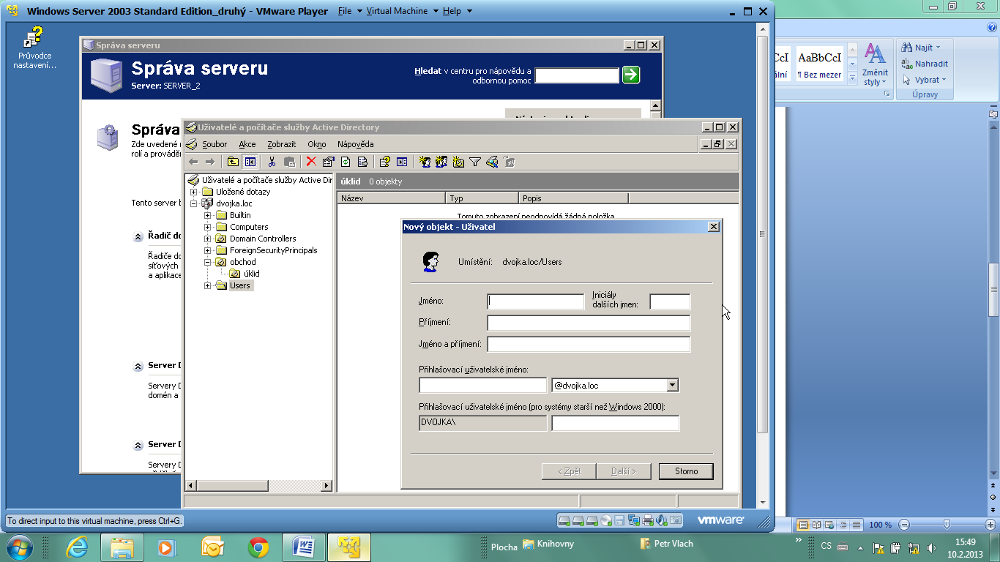 Windows Server 2003 Standard Edition_druhý - VMware Player File Virtual Machine Help
Průvodce
nastavení...
Správa serveru
Správa serveru
Server: SERVER_2
Hledat v centru pro nápovědu a
odbornou pomoc
Správa
Zde uvedené
rolí a provádě
Tento server
Řadič
Řadiče
síťových
a aplikace
Server
Servery
domén a
Server
Servery
Uživatelé a počítače služby Active Directory
Soubor Akce Zobrazit Okno Nápověda
Uživatelé a počítače služby Active Dir
Uložené dotazy
dvojka.loc
Builtin
Computers
Domain Controllers
ForeignSecurityPrincipals
obchod
úklid
Users
úklid 0 objekty
Název Typ Popis
Tomuto zobrazení neodpovídá žádná položka.
Nový objekt - Uživatel
Umístění: dvojka.loc/Users
Jméno:
Iniciály
dalších jmen:
Příjmení:
Jméno a příjmení:
Přihlašovací uživatelské jméno:
@dvojka.loc
Přihlašovací uživatelské jméno (pro systémy starší než Windows 2000):
DVOJKA\
< Zpět Další > Storno
AaBbCcI
¶ Bez mezer
Změnit
styly
Najít
Nahradit
Vybrat
Úpravy
To direct input to this virtual machine, press Ctrl+G.
vmware
100 %
Plocha Knihovny Petr Vlach
CS
15:49
10.2.2013